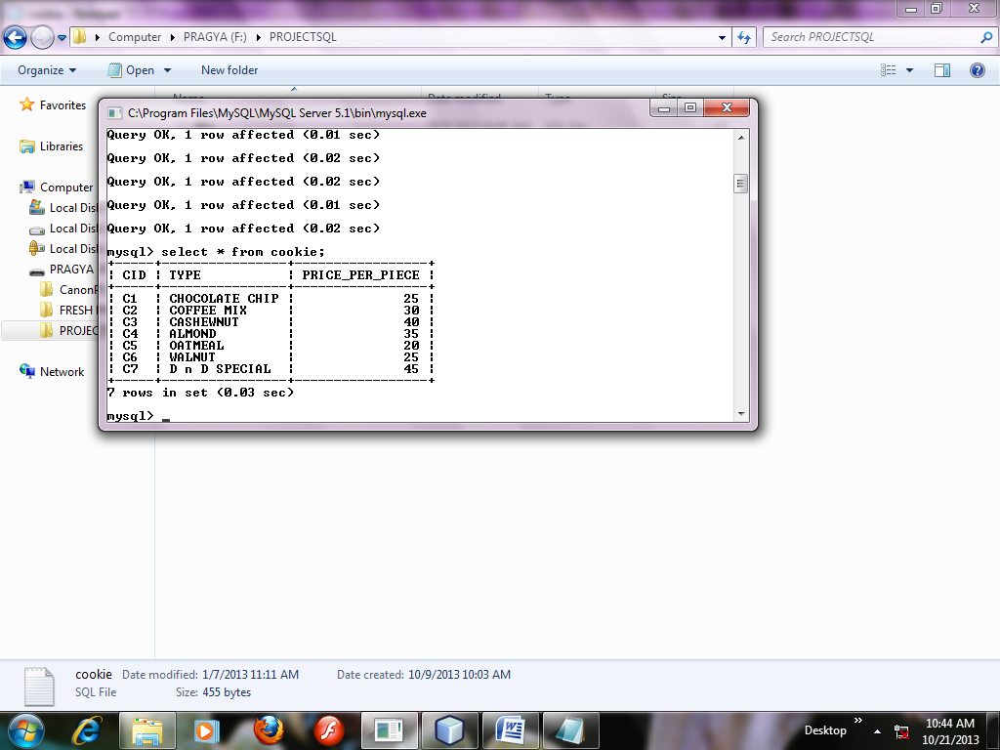 Computer ▸ PRAGYA (F:) ▸ PROJECTSQL
Search PROJECTSQL
Organize Open New folder
Favorites
Libraries
Computer
Local Dis
Local Dis
Local Dis
PRAGYA
Canon
FRESH
PROJEC
Network
C:\Program Files\MySQL\MySQL Server 5.1\bin\mysql.exe
Query OK, 1 row affected (0.01 sec)
Query OK, 1 row affected (0.02 sec)
Query OK, 1 row affected (0.02 sec)
Query OK, 1 row affected (0.01 sec)
Query OK, 1 row affected (0.02 sec)
mysql> select * from cookie;
+-----+----------------+-----------------+
| CID | TYPE | PRICE_PER_PIECE |
+-----+----------------+-----------------+
| C1 | CHOCOLATE CHIP | 25 |
| C2 | COFFEE MIX | 30 |
| C3 | CASHEWNUT | 40 |
| C4 | ALMOND | 35 |
| C5 | OATMEAL | 20 |
| C6 | WALNUT | 25 |
| C7 | D n D SPECIAL | 45 |
+-----+----------------+-----------------+
7 rows in set (0.03 sec)
mysql> _
cookie Date modified: 1/7/2013 11:11 AM Date created: 10/9/2013 10:03 AM
SQL File Size: 455 bytes
Desktop »
10:44 AM
10/21/2013